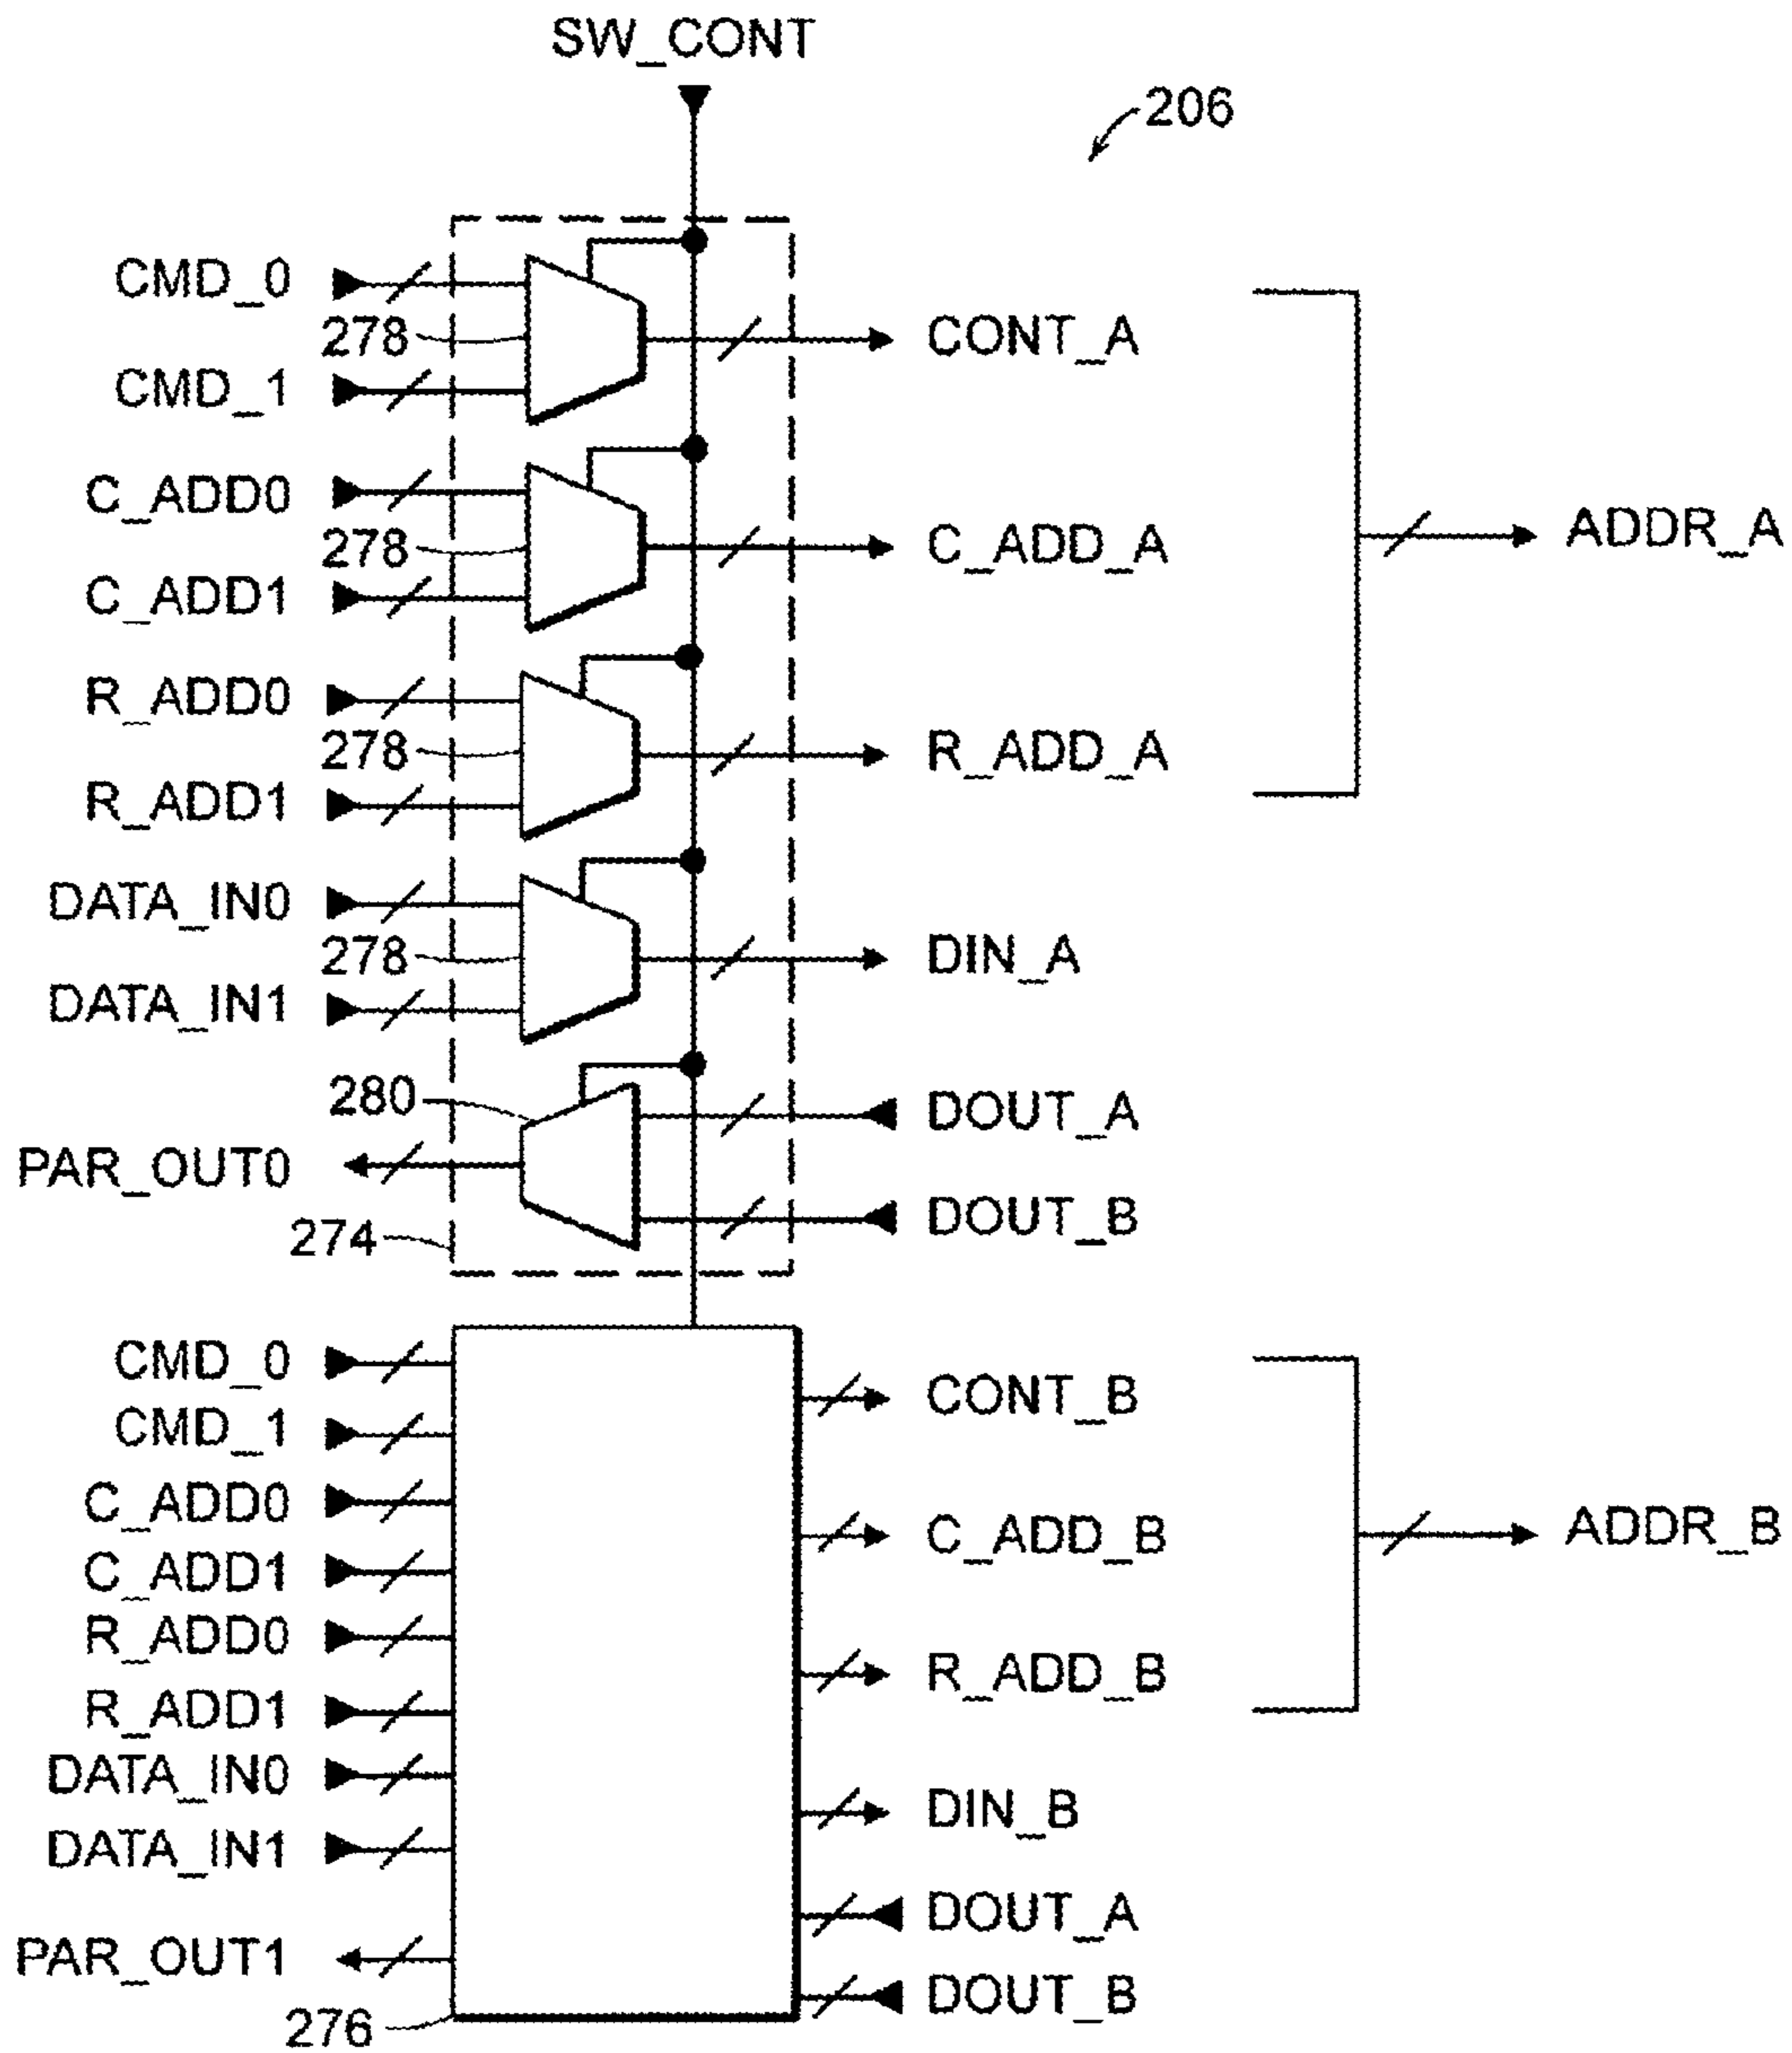 SW_CONT
206
CMD_0
278
CMD_1
CONT_A
C_ADD0
278
C_ADD1
C_ADD_A
ADDR_A
R_ADD0
278
R_ADD1
R_ADD_A
DATA_IN0
278
DATA_IN1
DIN_A
280
DOUT_A
PAR_OUT0
DOUT_B
274
CMD_0
CMD_1
CONT_B
C_ADD0
C_ADD1
C_ADD_B
ADDR_B
R_ADD0
R_ADD1
R_ADD_B
DATA_IN0
DATA_IN1
DIN_B
DOUT_A
PAR_OUT1
DOUT_B
276